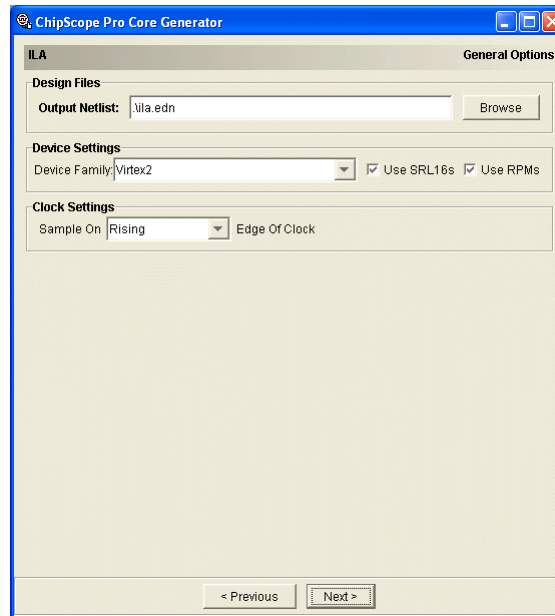 ChipScope Pro Core Generator
ILA General Options
Design Files
Output Netlist: .\ila.edn Browse
Device Settings
Device Family: Virtex2 Use SRL16s Use RPMs
Clock Settings
Sample On Rising Edge Of Clock
< Previous Next >